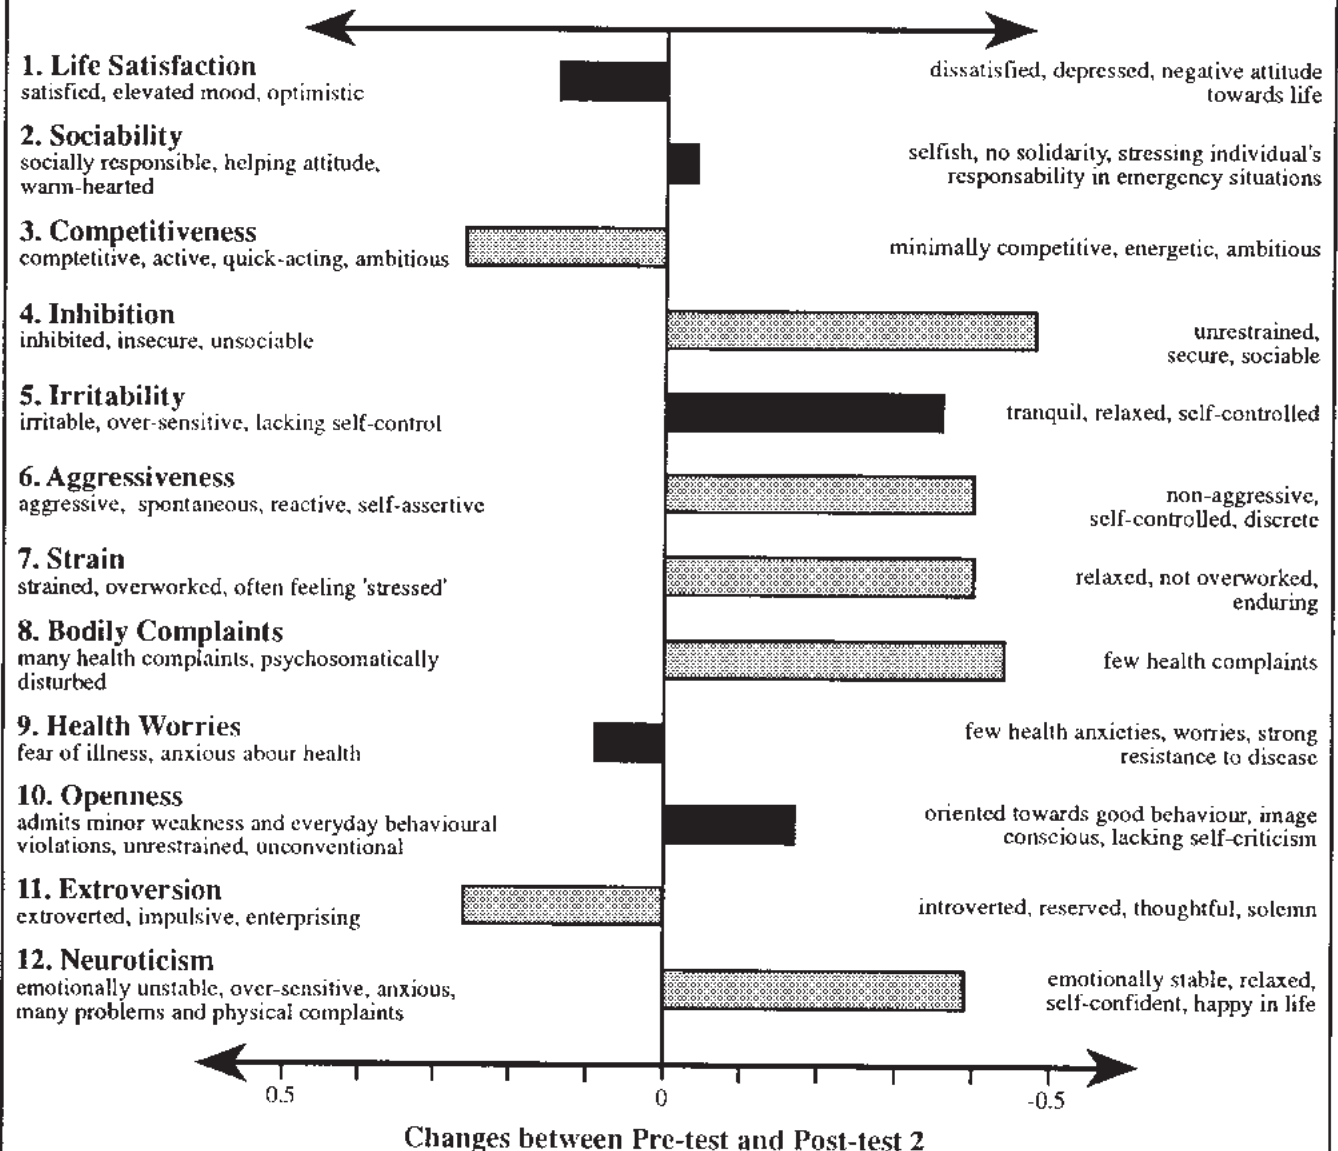 1. Life Satisfaction
satisfied, elevated mood, optimistic
dissatisfied, depressed, negative attitude
towards life
2. Sociability
socially responsible, helping attitude,
warm-hearted
selfish, no solidarity, stressing individual's
responsability in emergency situations
3. Competitiveness
comptetitive, active, quick-acting, ambitious
minimally competitive, energetic, ambitious
4. Inhibition
inhibited, insecure, unsociable
unrestrained,
secure, sociable
5. Irritability
irritable, over-sensitive, lacking self-control
tranquil, relaxed, self-controlled
6. Aggressiveness
aggressive, spontaneous, reactive, self-assertive
non-aggressive,
self-controlled, discrete
7. Strain
strained, overworked, often feeling 'stressed'
relaxed, not overworked,
enduring
8. Bodily Complaints
many health complaints, psychosomatically
disturbed
few health complaints
9. Health Worries
fear of illness, anxious abour health
few health anxieties, worries, strong
resistance to disease
10. Openness
admits minor weakness and everyday behavioural
violations, unrestrained, unconventional
oriented towards good behaviour, image
conscious, lacking self-criticism
11. Extroversion
extroverted, impulsive, enterprising
introverted, reserved, thoughtful, solemn
12. Neuroticism
emotionally unstable, over-sensitive, anxious,
many problems and physical complaints
emotionally stable, relaxed,
self-confident, happy in life
0.5 0 -0.5
Changes between Pre-test and Post-test 2